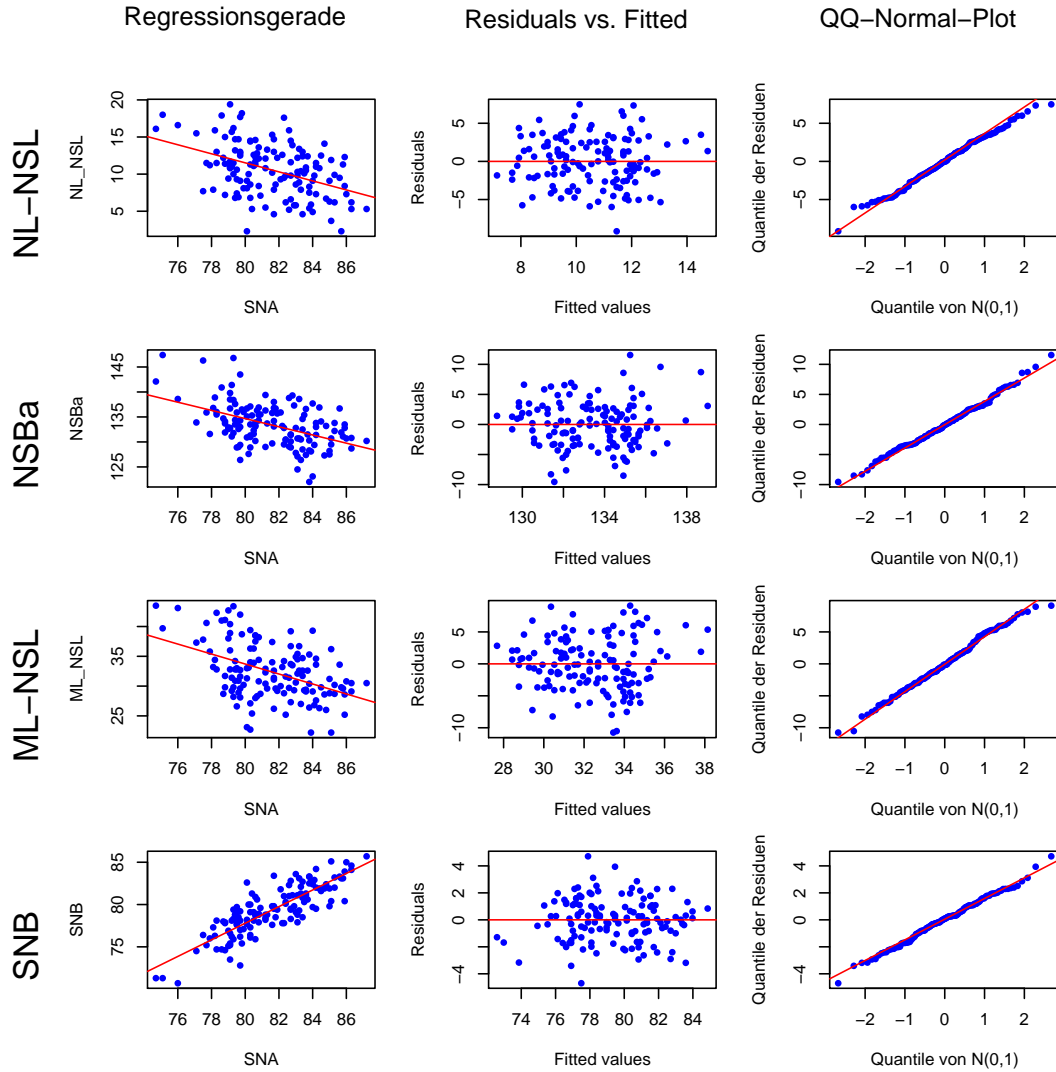 Regressionsgerade Residuals vs. Fitted QQ−Normal−Plot
NL−NSL
NL_NSL
5 10 15 20
76 78 80 82 84 86
SNA
Residuals
−5 0 5
8 10 12 14
Fitted values
Quantile der Residuen
−5 0 5
−2 −1 0 1 2
Quantile von N(0,1)
NSBa
NSBa
125 135 145
76 78 80 82 84 86
SNA
Residuals
−10 0 5 10
130 134 138
Fitted values
Quantile der Residuen
−10 0 5 10
−2 −1 0 1 2
Quantile von N(0,1)
ML−NSL
ML_NSL
25 35
76 78 80 82 84 86
SNA
Residuals
−10 −5 0 5
28 30 32 34 36 38
Fitted values
Quantile der Residuen
−10 0 5
−2 −1 0 1 2
Quantile von N(0,1)
SNB
SNB
75 80 85
76 78 80 82 84 86
SNA
Residuals
−4 −2 0 2 4
74 76 78 80 82 84
Fitted values
Quantile der Residuen
−4 0 2 4
−2 −1 0 1 2
Quantile von N(0,1)